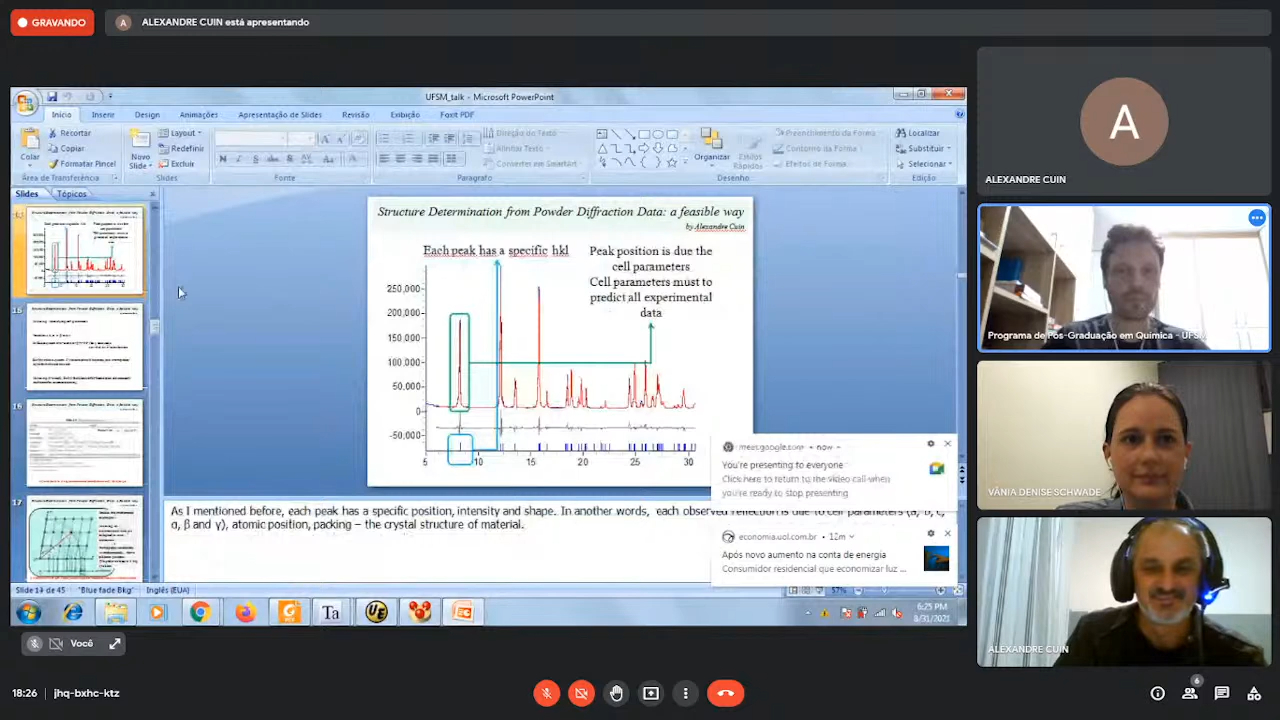 GRAVANDO
A
ALEXANDRE CUIN está apresentando
UFSM_talk - Microsoft PowerPoint
Início
Inserir
Design
Animações
Apresentação de Slides
Revisão
Exibição
Foxit PDF
Colar
Recortar
Copiar
Formatar Pincel
Área de Transferência
Novo Slide
Layout
Redefinir
Excluir
Slides
Fonte
Direção do Texto
Alinhar Texto
Converter em SmartArt
Parágrafo
Organizar
Estilos Rápidos
Preenchimento da Forma
Contorno da Forma
Efeitos de Forma
Desenho
Localizar
Substituir
Selecionar
Edição
Slides
Tópicos
15
16
17
Structure Determination from Powder Diffraction Data: a feasible way
by Alexandre Cuin
Each peak has a specific hkl
Peak position is due the
cell parameters
Cell parameters must to
predict all experimental
data
250,000
200,000
150,000
100,000
50,000
0
-50,000
5
10
15
20
25
30
As I mentioned before, each peak has a specific position, intensity and shape. In another words, each observed reflection is due to cell parameters (a, b, c,
α, β and γ), atomic position, packing – the crystal structure of material.
meet.google.com • now
You're presenting to everyone
Click here to return to the video call when
you're ready to stop presenting
economia.uol.com.br • 12m
Após novo aumento na conta de energia
Consumidor residencial que economizar luz ...
"Blue fade Bkg"
Inglês (EUA)
57%
Ta
6:25 PM
8/31/2021
Você
18:26
jhq-bxhc-ktz
6
A
ALEXANDRE CUIN
Programa de Pós-Graduação em Química -
VÂNIA DENISE SCHWADE
ALEXANDRE CUIN